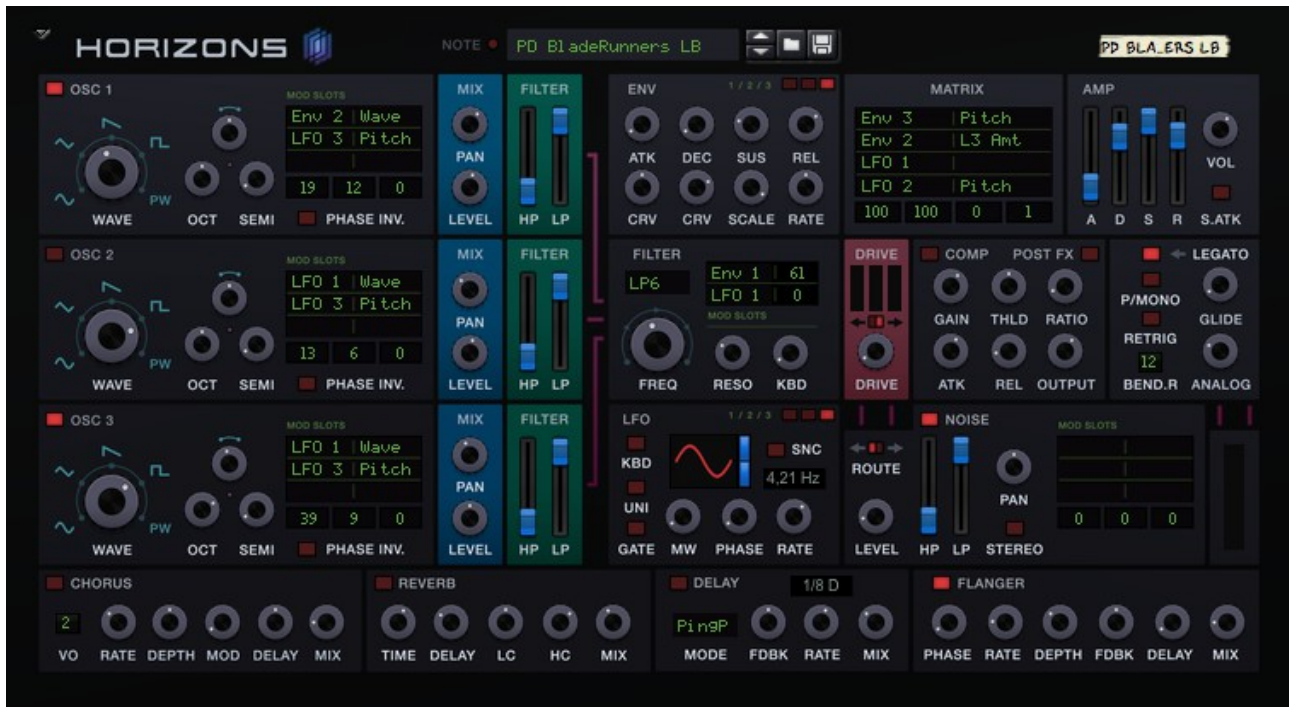 HORIZONS
NOTE
PD BladeRunners LB
PD BLA_ERS LB
OSC 1
MOD SLOTS
Env 2 | Wave
LFO 3 | Pitch
19 12 0
WAVE OCT SEMI PHASE INV.
PW
MIX
PAN
LEVEL
FILTER
HP LP
ENV
1 / 2 / 3
ATK DEC SUS REL
CRV CRV SCALE RATE
MATRIX
Env 3 | Pitch
Env 2 | L3 Amt
LFO 1 |
LFO 2 | Pitch
100 100 0 1
AMP
VOL
A D S R S.ATK
OSC 2
MOD SLOTS
LFO 1 | Wave
LFO 3 | Pitch
13 6 0
WAVE OCT SEMI PHASE INV.
PW
MIX
PAN
LEVEL
FILTER
HP LP
FILTER
LP6
Env 1 | 61
LFO 1 | 0
MOD SLOTS
FREQ RESO KBD
DRIVE
DRIVE
COMP POST FX
GAIN THLD RATIO
ATK REL OUTPUT
LEGATO
P/MONO
GLIDE
RETRIG
12
BEND.R ANALOG
OSC 3
MOD SLOTS
LFO 1 | Wave
LFO 3 | Pitch
39 9 0
WAVE OCT SEMI PHASE INV.
PW
MIX
PAN
LEVEL
FILTER
HP LP
LFO
1 / 2 / 3
KBD
SNC
4,21 Hz
UNI
GATE MW PHASE RATE
ROUTE
LEVEL
NOISE
MOD SLOTS
PAN
0 0 0
HP LP STEREO
CHORUS
2
VO RATE DEPTH MOD DELAY MIX
REVERB
TIME DELAY LC HC MIX
DELAY
1/8 D
PingP
MODE FDBK RATE MIX
FLANGER
PHASE RATE DEPTH FDBK DELAY MIX